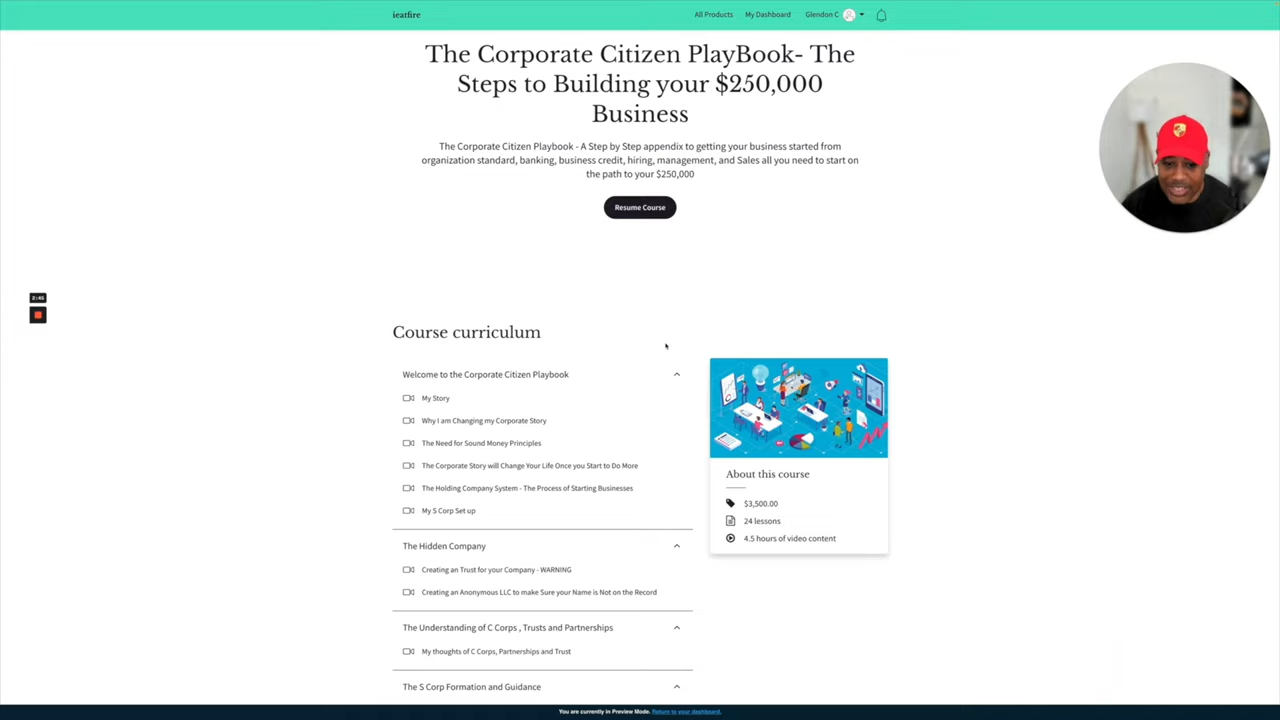 ieatfire
All Products
My Dashboard
Glendon C
The Corporate Citizen PlayBook- The
Steps to Building your $250,000
Business
The Corporate Citizen Playbook - A Step by Step appendix to getting your business started from
organization standard, banking, business credit, hiring, management, and Sales all you need to start on
the path to your $250,000
Resume Course
2:41
Course curriculum
Welcome to the Corporate Citizen Playbook
My Story
Why I am Changing my Corporate Story
The Need for Sound Money Principles
The Corporate Story will Change Your Life Once you Start to Do More
The Holding Company System - The Process of Starting Businesses
My S Corp Set up
The Hidden Company
Creating an Trust for your Company - WARNING
Creating an Anonymous LLC to make Sure your Name is Not on the Record
The Understanding of C Corps , Trusts and Partnerships
My thoughts of C Corps, Partnerships and Trust
The S Corp Formation and Guidance
About this course
$3,500.00
24 lessons
4.5 hours of video content
You are currently in Preview Mode. Return to your dashboard.